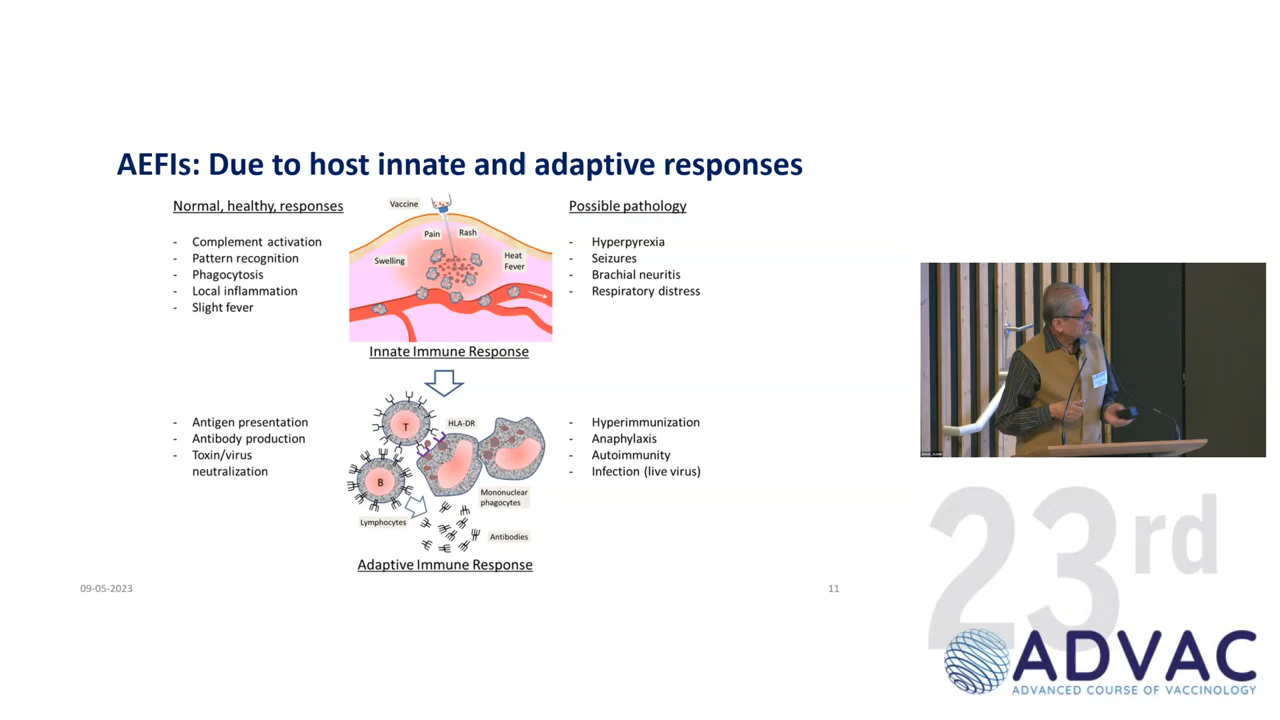 AEFIs: Due to host innate and adaptive responses
Normal, healthy, responses
- Complement activation
- Pattern recognition
- Phagocytosis
- Local inflammation
- Slight fever
Vaccine
Pain
Rash
Swelling
Heat
Fever
Innate Immune Response
Possible pathology
- Hyperpyrexia
- Seizures
- Brachial neuritis
- Respiratory distress
- Antigen presentation
- Antibody production
- Toxin/virus
neutralization
T
HLA-DR
B
Mononuclear
phagocytes
Lymphocytes
Antibodies
Adaptive Immune Response
- Hyperimmunization
- Anaphylaxis
- Autoimmunity
- Infection (live virus)
09-05-2023
11
23rd
ADVAC
ADVANCED COURSE OF VACCINOLOGY